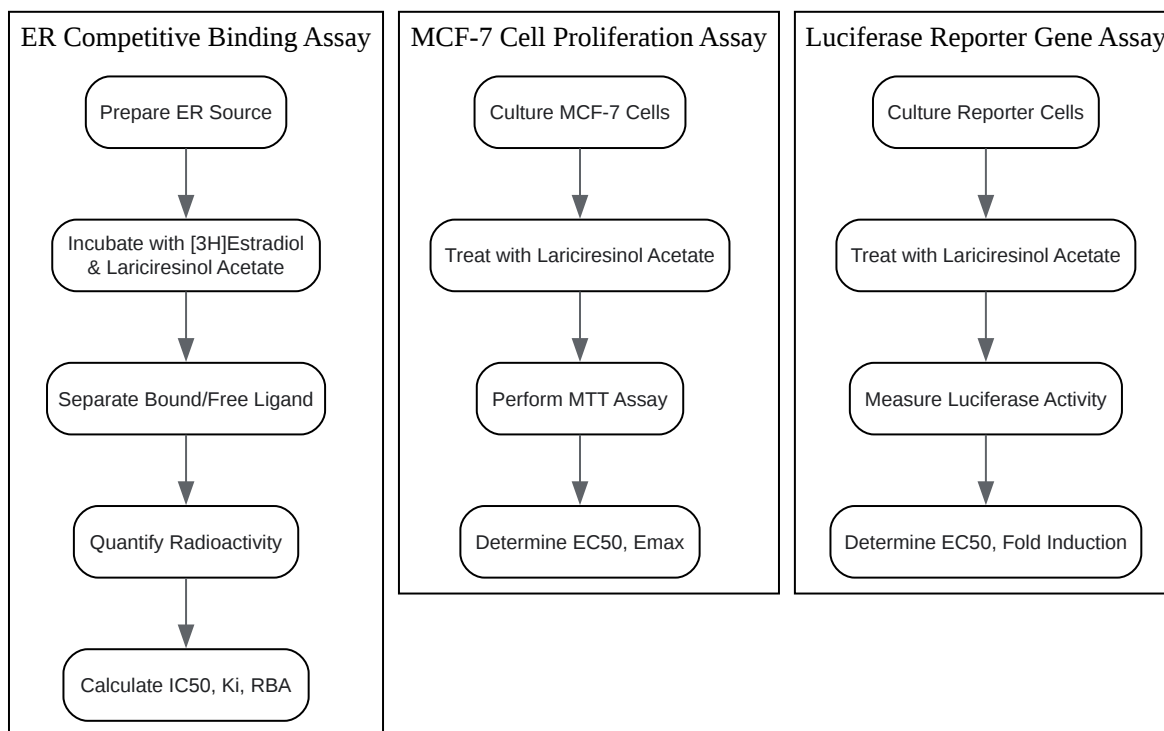 ER Competitive Binding Assay
Prepare ER Source
Incubate with [3H]Estradiol
& Lariciresinol Acetate
Separate Bound/Free Ligand
Quantify Radioactivity
Calculate IC50, Ki, RBA
MCF-7 Cell Proliferation Assay
Culture MCF-7 Cells
Treat with Lariciresinol Acetate
Perform MTT Assay
Determine EC50, Emax
Luciferase Reporter Gene Assay
Culture Reporter Cells
Treat with Lariciresinol Acetate
Measure Luciferase Activity
Determine EC50, Fold Induction